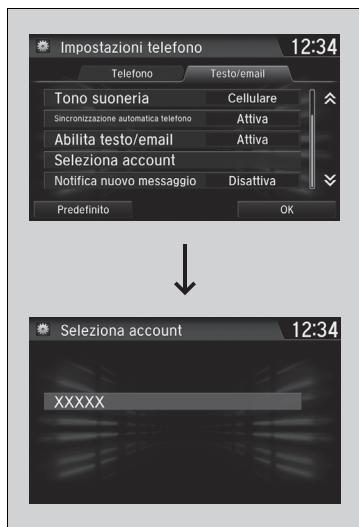 Impostazioni telefono 12:34
Telefono Testo/email
Tono suoneria Cellulare
Sincronizzazione automatica telefono Attiva
Abilita testo/email Attiva
Seleziona account
Notifica nuovo messaggio Disattiva
Predefinito OK
Seleziona account 12:34
XXXXX